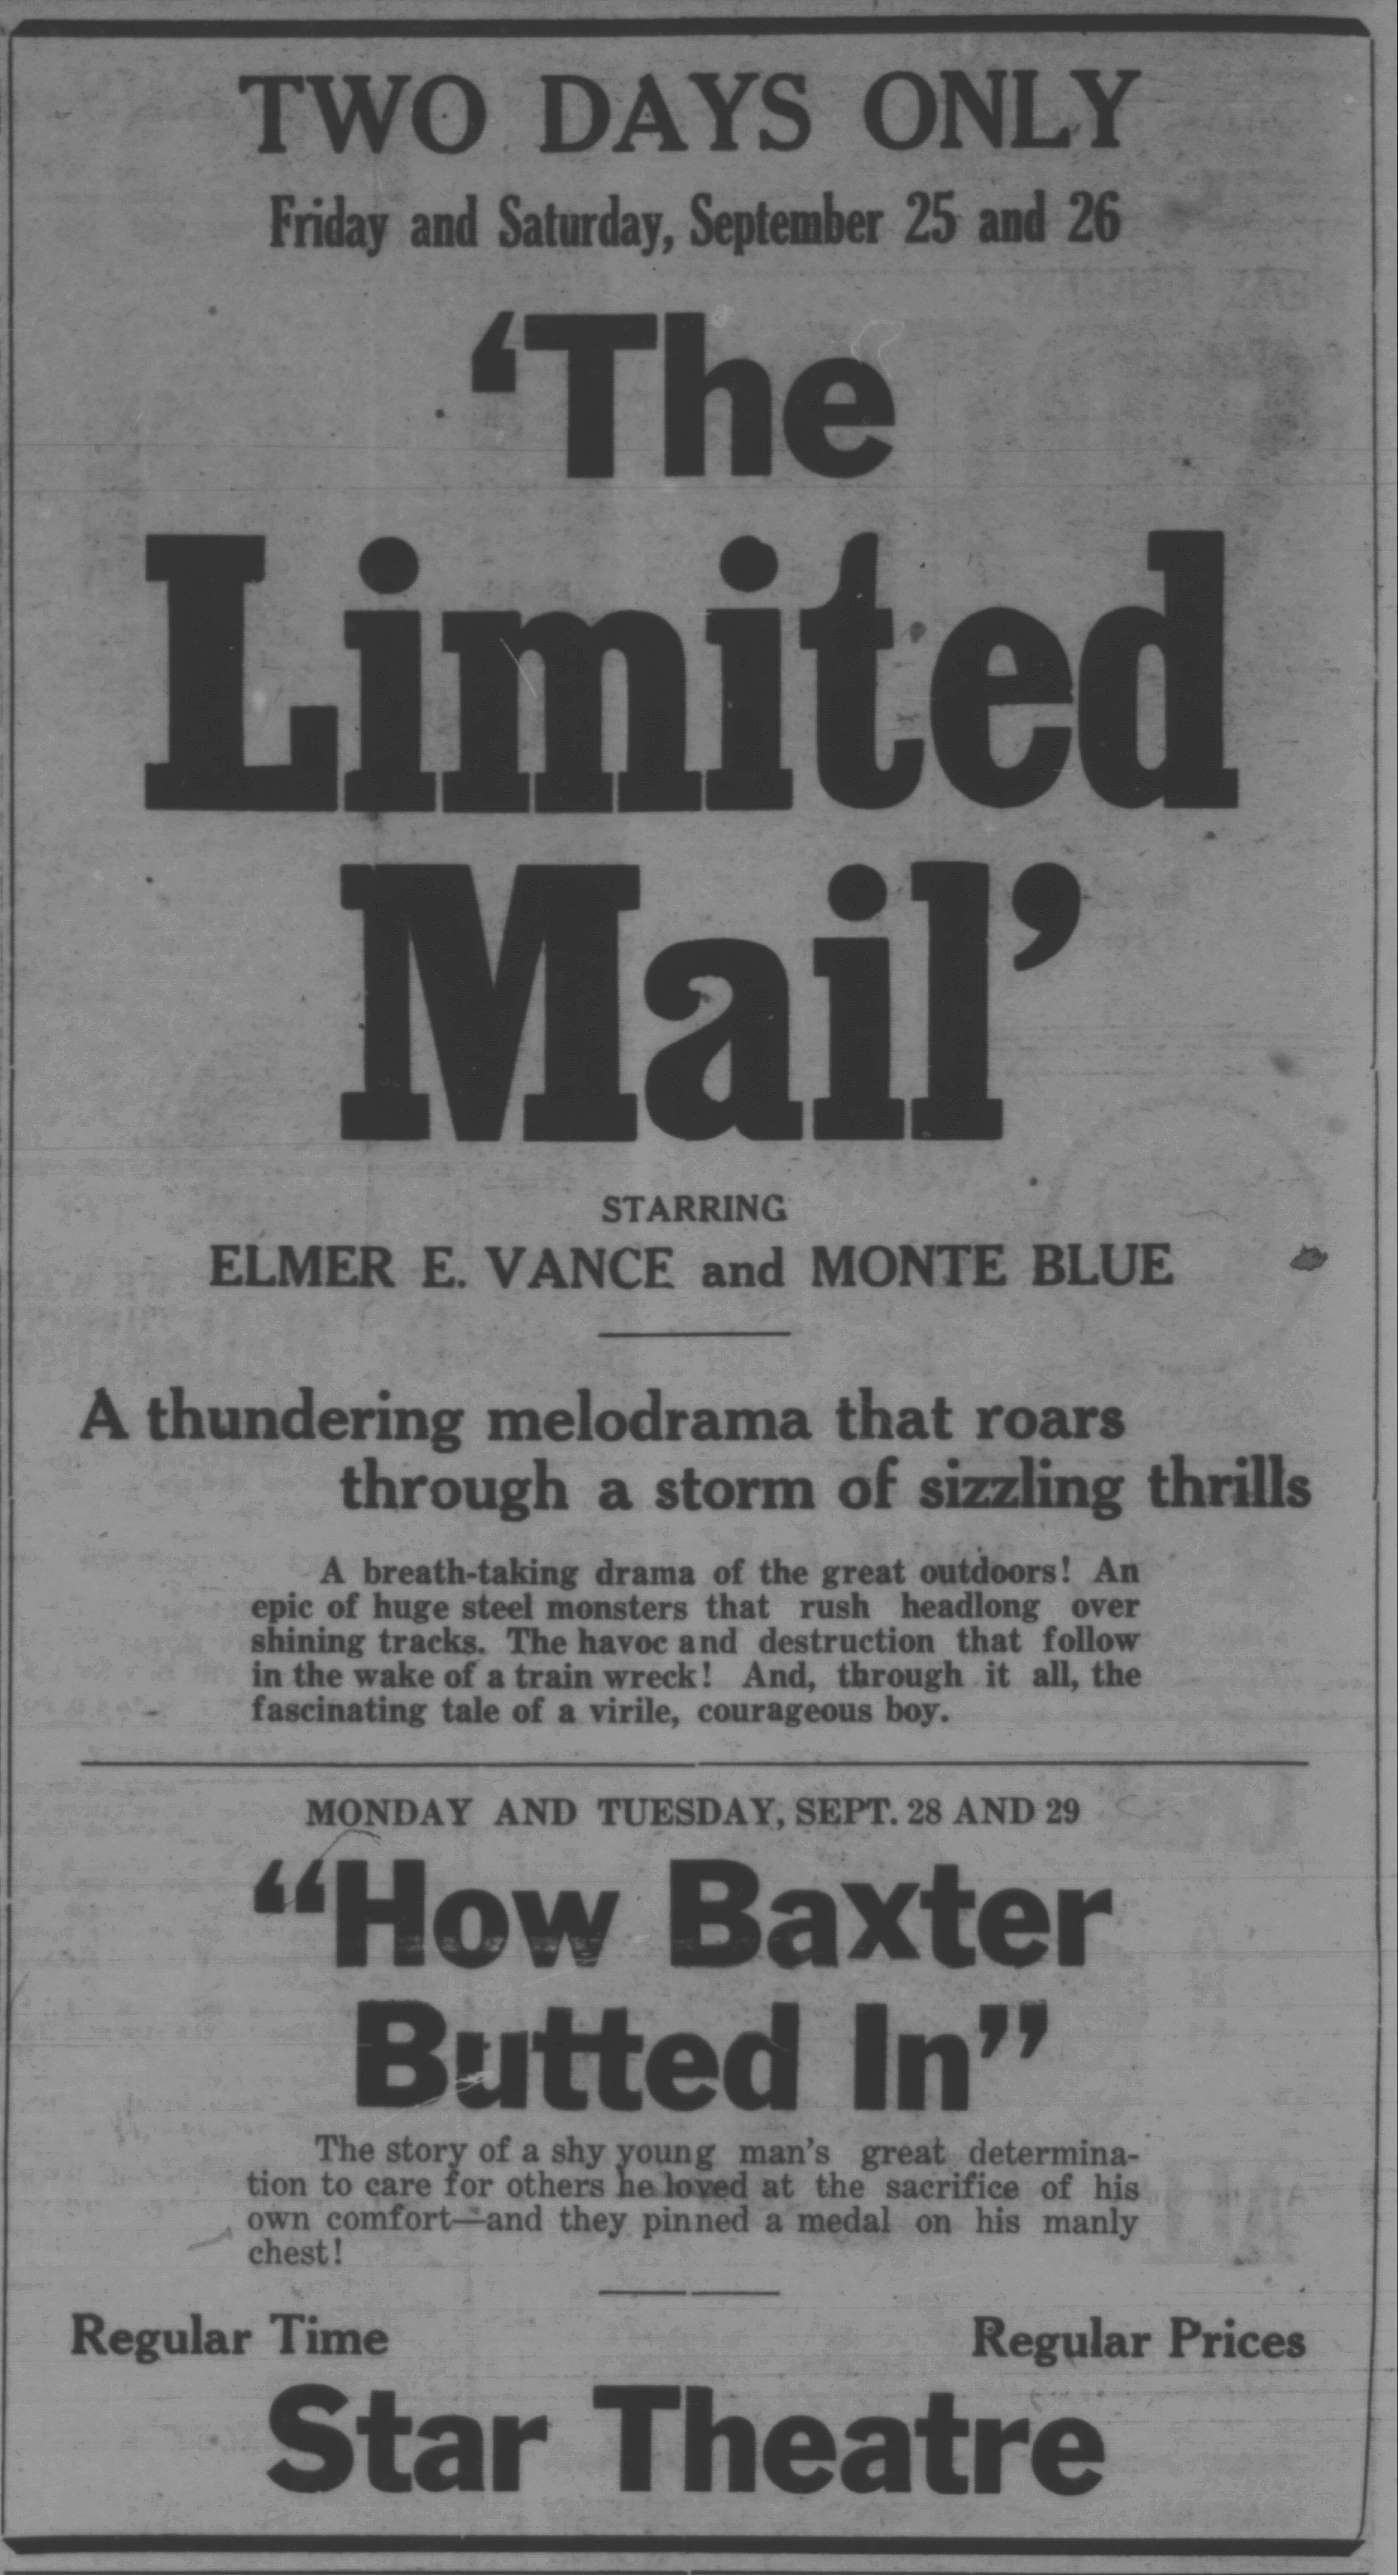 TWO DAYS ONLY
Friday and Saturday, September 25 and 26
‘The
Limited
Mail’
STARRING
ELMER E. VANCE and MONTE BLUE
A thundering melodrama that roars
through a storm of sizzling thrills
A breath-taking drama of the great outdoors! An
epic of huge steel monsters that rush headlong over
shining tracks. The havoc and destruction that follow
in the wake of a train wreck! And, through it all, the
fascinating tale of a virile, courageous boy.
MONDAY AND TUESDAY, SEPT. 28 AND 29
“How Baxter
Butted In”
The story of a shy young man’s great determina-
tion to care for others he loved at the sacrifice of his
own comfort—and they pinned a medal on his manly
chest!
Regular Time
Regular Prices
Star Theatre